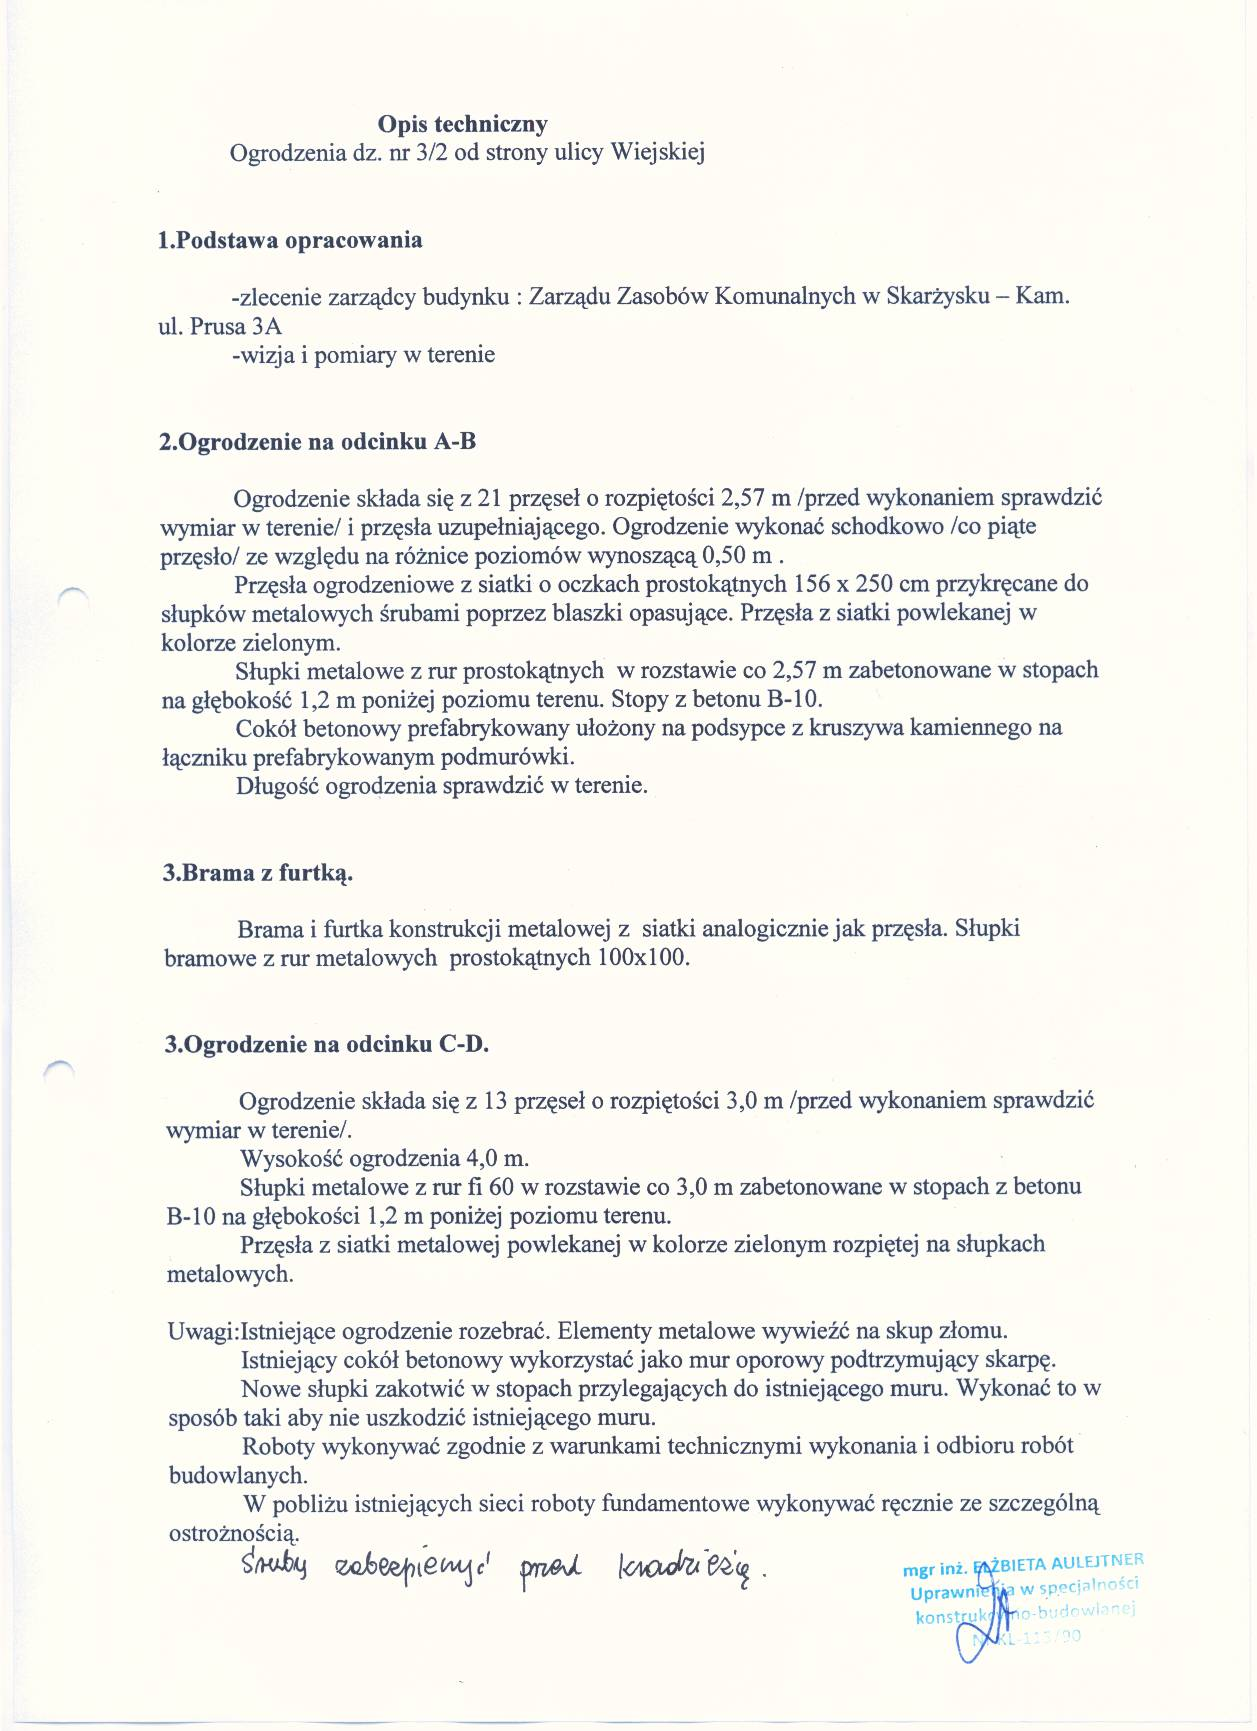 Opis techniczny
Ogrodzenia dz. nr 3/2 od strony ulicy Wiejskiej
1.Podstawa opracowania
-zlecenie zarządcy budynku : Zarządu Zasobów Komunalnych w Skarżysku – Kam.
ul. Prusa 3A
-wizja i pomiary w terenie
2.Ogrodzenie na odcinku A-B
Ogrodzenie składa się z 21 przęseł o rozpiętości 2,57 m /przed wykonaniem sprawdzić
wymiar w terenie/ i przęsła uzupełniającego. Ogrodzenie wykonać schodkowo /co piąte
przęsło/ ze względu na różnice poziomów wynoszącą 0,50 m .
Przęsła ogrodzeniowe z siatki o oczkach prostokątnych 156 x 250 cm przykręcane do
słupków metalowych śrubami poprzez blaszki opasujące. Przęsła z siatki powlekanej w
kolorze zielonym.
Słupki metalowe z rur prostokątnych w rozstawie co 2,57 m zabetonowane w stopach
na głębokość 1,2 m poniżej poziomu terenu. Stopy z betonu B-10.
Cokół betonowy prefabrykowany ułożony na podsypce z kruszywa kamiennego na
łączniku prefabrykowanym podmurówki.
Długość ogrodzenia sprawdzić w terenie.
3.Brama z furtką.
Brama i furtka konstrukcji metalowej z siatki analogicznie jak przęsła. Słupki
bramowe z rur metalowych prostokątnych 100x100.
3.Ogrodzenie na odcinku C-D.
Ogrodzenie składa się z 13 przęseł o rozpiętości 3,0 m /przed wykonaniem sprawdzić
wymiar w terenie/.
Wysokość ogrodzenia 4,0 m.
Słupki metalowe z rur fi 60 w rozstawie co 3,0 m zabetonowane w stopach z betonu
B-10 na głębokości 1,2 m poniżej poziomu terenu.
Przęsła z siatki metalowej powlekanej w kolorze zielonym rozpiętej na słupkach
metalowych.
Uwagi:Istniejące ogrodzenie rozebrać. Elementy metalowe wywieźć na skup złomu.
Istniejący cokół betonowy wykorzystać jako mur oporowy podtrzymujący skarpę.
Nowe słupki zakotwić w stopach przylegających do istniejącego muru. Wykonać to w
sposób taki aby nie uszkodzić istniejącego muru.
Roboty wykonywać zgodnie z warunkami technicznymi wykonania i odbioru robót
budowlanych.
W pobliżu istniejących sieci roboty fundamentowe wykonywać ręcznie ze szczególną
ostrożnością.
Śruby zabezpieczyć przed kradzieżą .
mgr inż. ELŻBIETA AULEJTNER
Uprawnienia w specjalności
konstrukcyjno-budowlanej
Nr KL-113/90